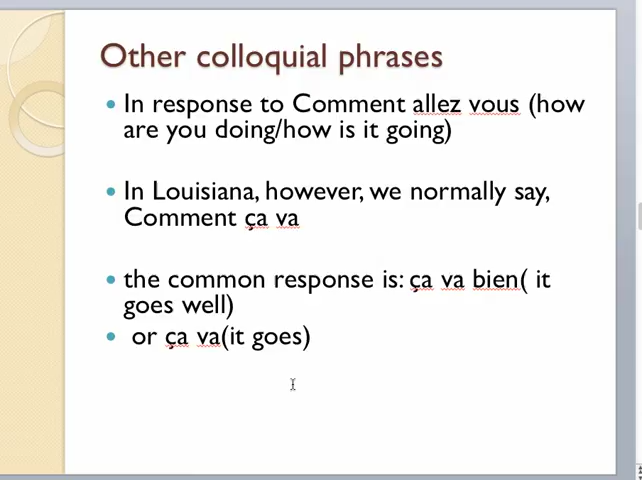 Other colloquial phrases
• In response to Comment allez vous (how
are you doing/how is it going)
• In Louisiana, however, we normally say,
Comment ça va
• the common response is: ça va bien( it
goes well)
• or ça va(it goes)